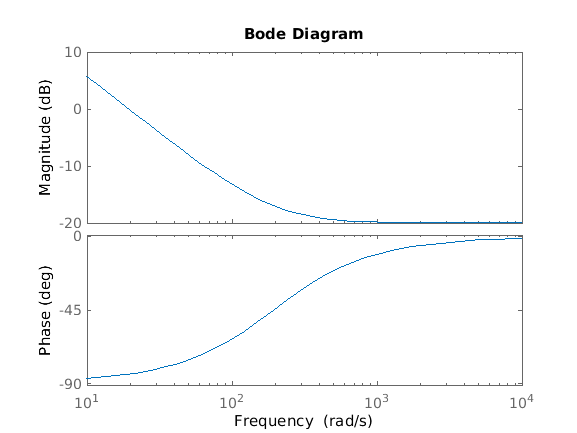 Bode Diagram
10
0
-10
-20
Magnitude (dB)
0
-45
-90
Phase (deg)
10^1 10^2 10^3 10^4
Frequency (rad/s)